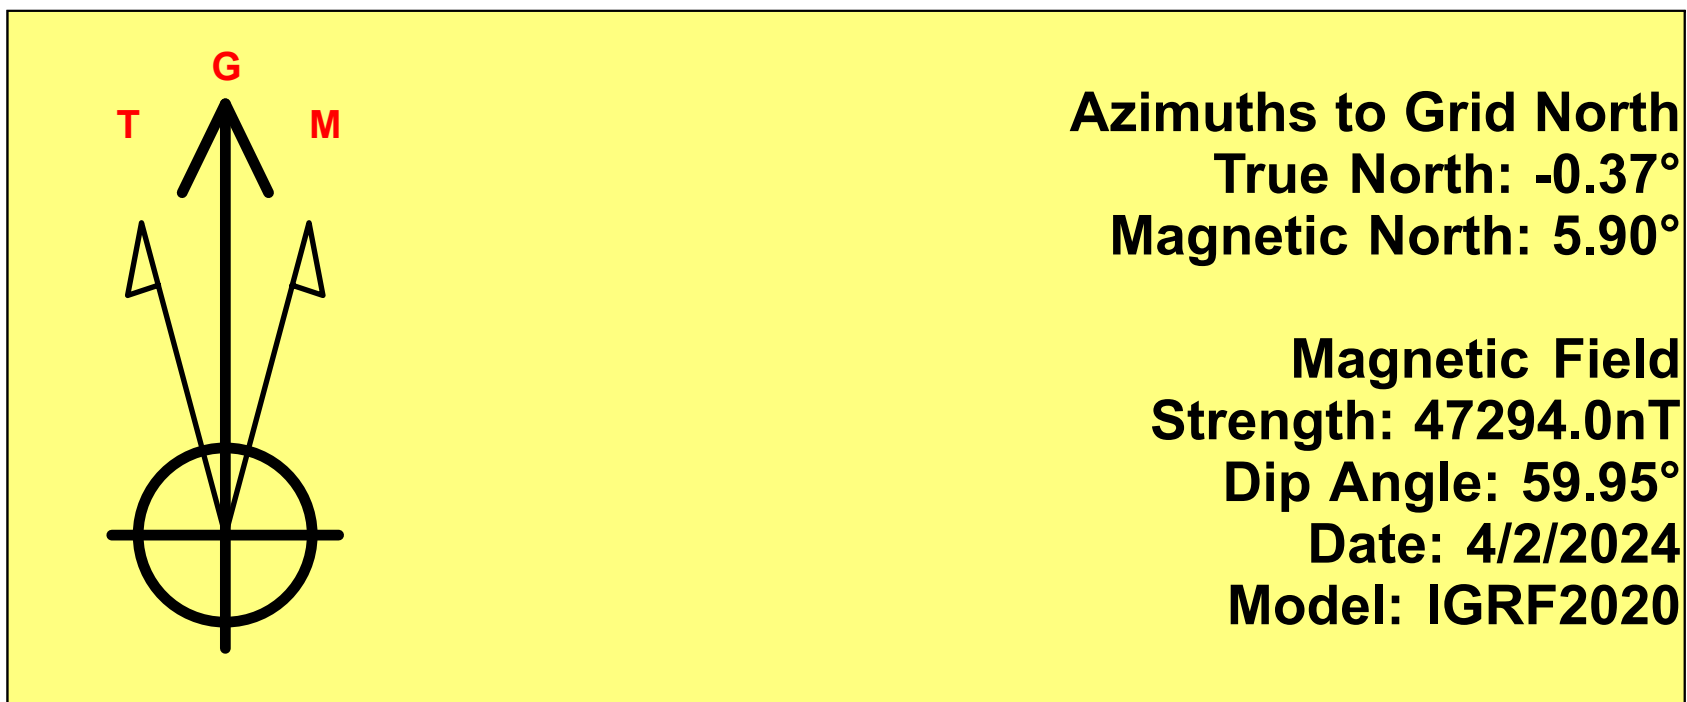 G
T
M
Azimuths to Grid North
True North: -0.37°
Magnetic North: 5.90°
Magnetic Field
Strength: 47294.0nT
Dip Angle: 59.95°
Date: 4/2/2024
Model: IGRF2020